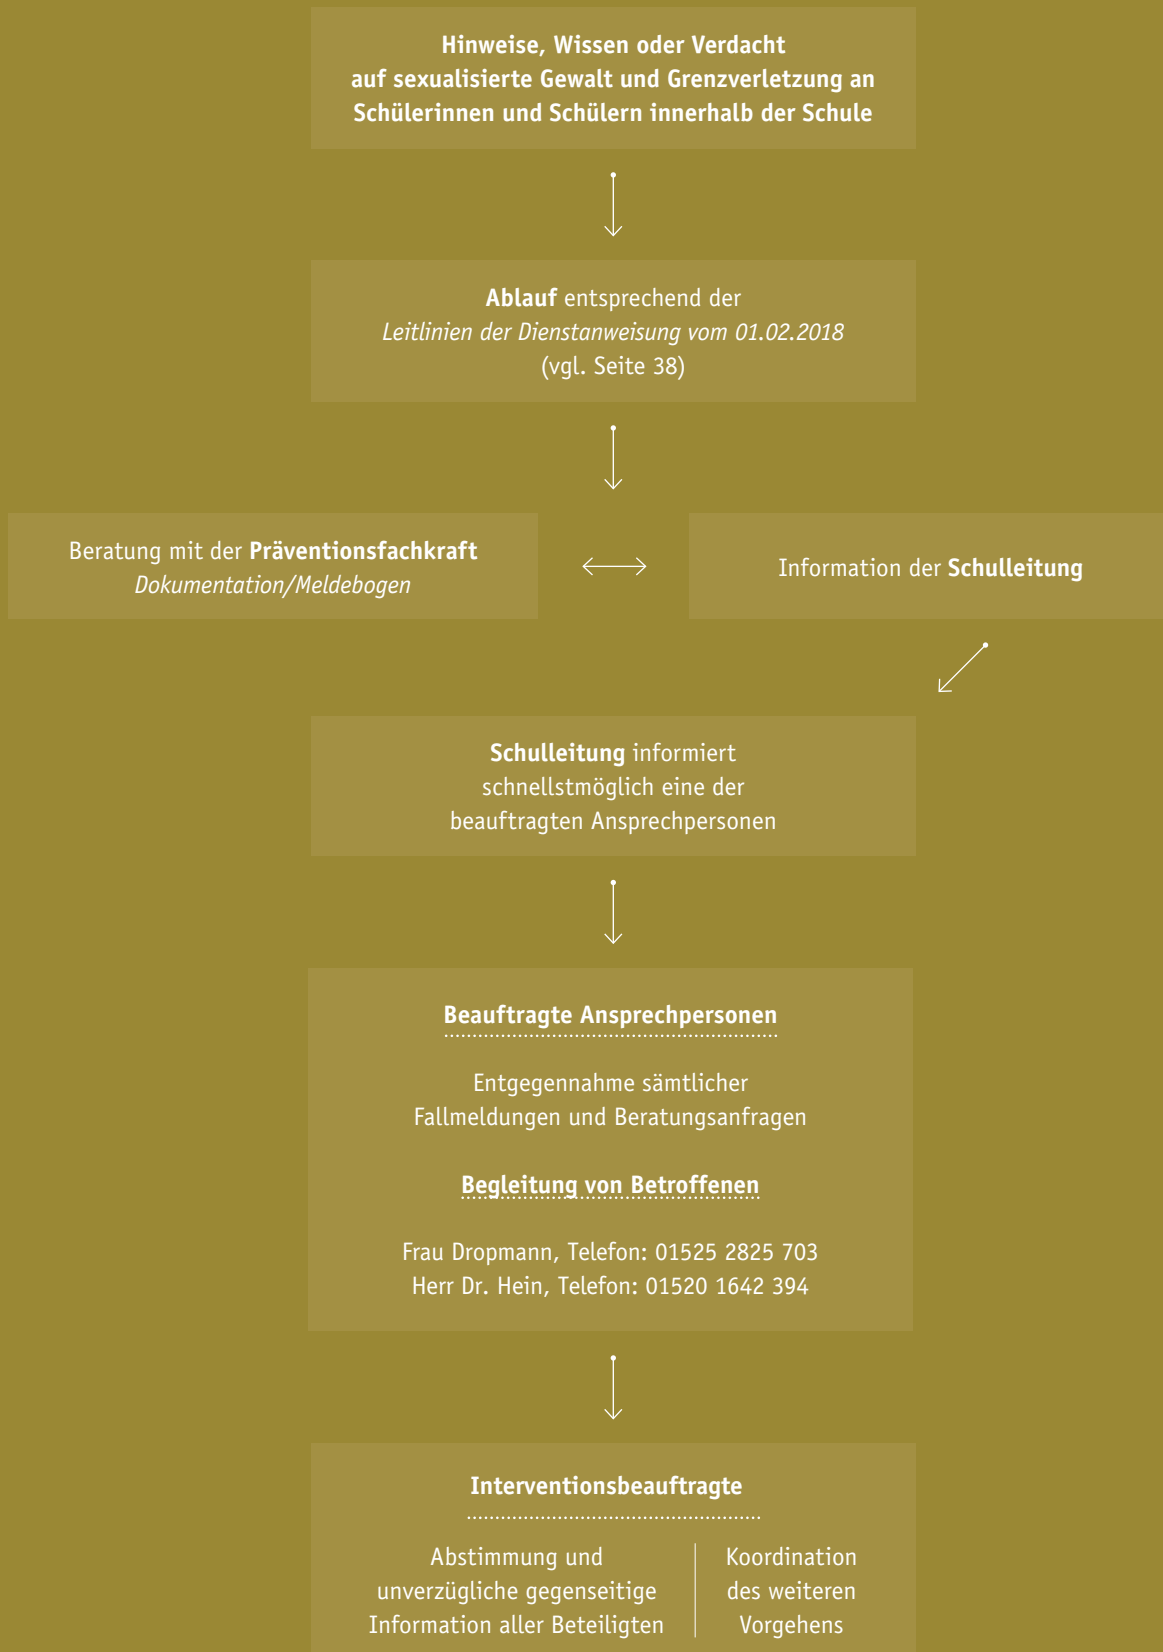 Hinweise, Wissen oder Verdacht
auf sexualisierte Gewalt und Grenzverletzung an
Schülerinnen und Schülern innerhalb der Schule
Ablauf entsprechend der
Leitlinien der Dienstanweisung vom 01.02.2018
(vgl. Seite 38)
Beratung mit der Präventionsfachkraft
Dokumentation/Meldebogen
Information der Schulleitung
Schulleitung informiert
schnellstmöglich eine der
beauftragten Ansprechpersonen
Beauftragte Ansprechpersonen
Entgegennahme sämtlicher
Fallmeldungen und Beratungsanfragen
Begleitung von Betroffenen
Frau Dropmann, Telefon: 01525 2825 703
Herr Dr. Hein, Telefon: 01520 1642 394
Interventionsbeauftragte
Abstimmung und
unverzügliche gegenseitige
Information aller Beteiligten
Koordination
des weiteren
Vorgehens